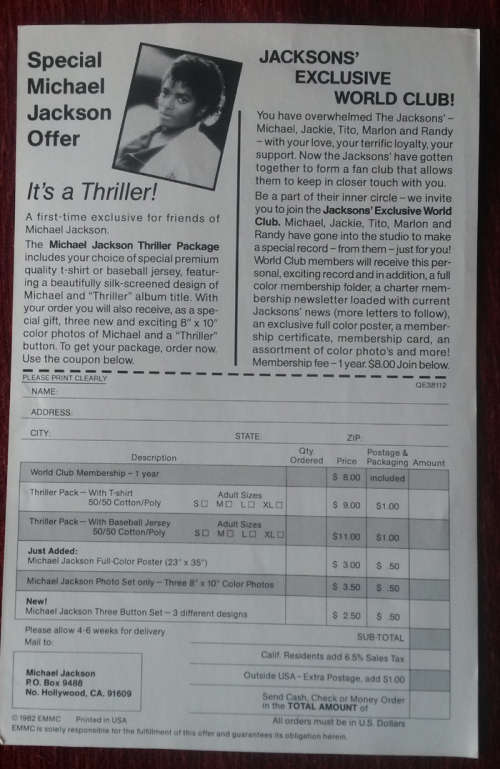 Special
Michael
Jackson
Offer
It's a Thriller!
A first-time exclusive for friends of
Michael Jackson.
The Michael Jackson Thriller Package
includes your choice of special premium
quality t-shirt or baseball jersey, featur-
ing a beautifully silk-screened design of
Michael and "Thriller" album title. With
your order you will also receive, as a spe-
cial gift, three new and exciting 8" x 10"
color photos of Michael and a "Thriller"
button. To get your package, order now.
Use the coupon below.
JACKSONS'
EXCLUSIVE
WORLD CLUB!
You have overwhelmed The Jacksons' –
Michael, Jackie, Tito, Marlon and Randy
– with your love, your terrific loyalty, your
support. Now the Jacksons' have gotten
together to form a fan club that allows
them to keep in closer touch with you.
Be a part of their inner circle – we invite
you to join the Jacksons' Exclusive World
Club. Michael, Jackie, Tito, Marlon and
Randy have gone into the studio to make
a special record – from them – just for you!
World Club members will receive this per-
sonal, exciting record and in addition, a full
color membership folder, a charter mem-
bership newsletter loaded with current
Jacksons' news (more letters to follow),
an exclusive full color poster, a member-
ship certificate, membership card, an
assortment of color photo's and more!
Membership fee – 1 year. $8.00 Join below.
PLEASE PRINT CLEARLY
QE38112
NAME:
ADDRESS:
CITY: STATE: ZIP:
Description Qty. Ordered Price Postage & Packaging Amount
World Club Membership – 1 year $ 8.00 included
Thriller Pack – With T-shirt Adult Sizes
50/50 Cotton/Poly S☐ M☐ L☐ XL☐ $ 9.00 $1.00
Thriller Pack – With Baseball Jersey Adult Sizes
50/50 Cotton/Poly S☐ M☐ L☐ XL☐ $11.00 $1.00
Just Added:
Michael Jackson Full-Color Poster (23" x 35") $ 3.00 $ .50
Michael Jackson Photo Set only – Three 8" x 10" Color Photos $ 3.50 $ .50
New!
Michael Jackson Three Button Set – 3 different designs $ 2.50 $ .50
Please allow 4-6 weeks for delivery
Mail to:
Michael Jackson
P.O. Box 9488
No. Hollywood, CA. 91609
SUB-TOTAL
Calif. Residents add 6.5% Sales Tax
Outside USA - Extra Postage, add $1.00
Send Cash, Check or Money Order
in the TOTAL AMOUNT of
All orders must be in U.S. Dollars
© 1982 EMMC Printed in USA
EMMC is solely responsible for the fulfillment of this offer and guarantees its obligation herein.